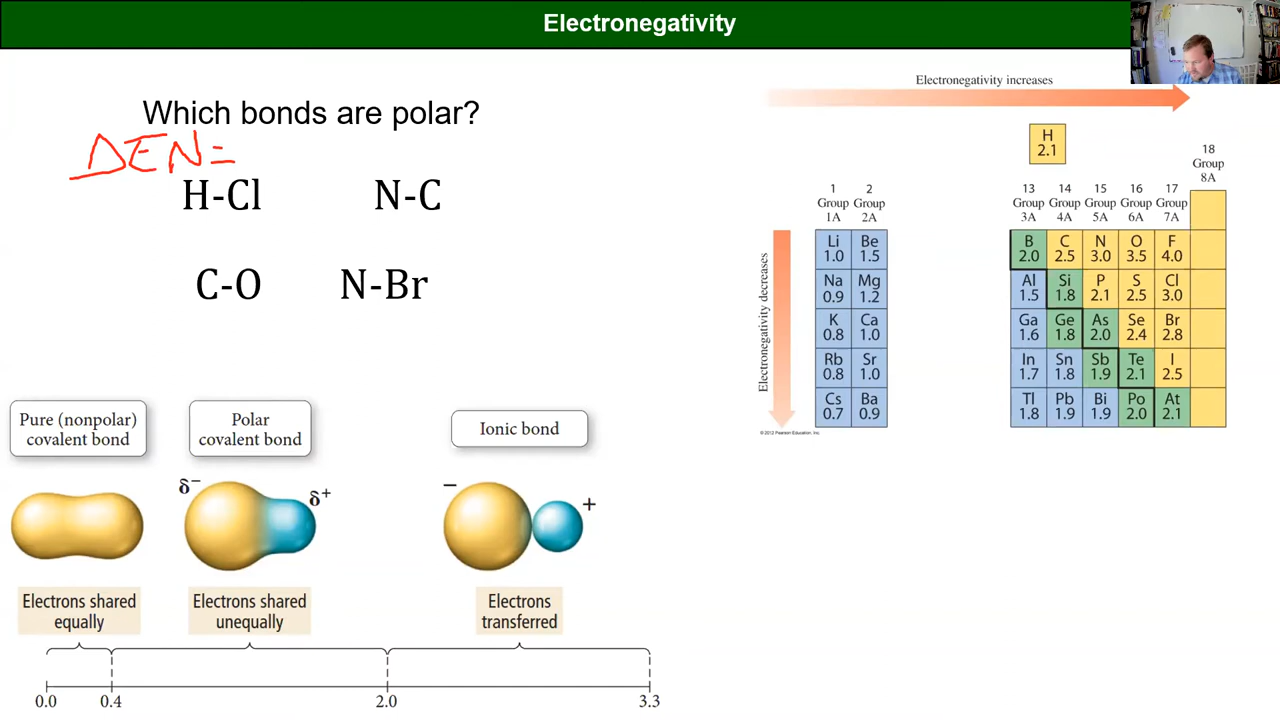 Electronegativity
Which bonds are polar?
ΔEN=
H-Cl N-C
C-O N-Br
Electronegativity increases
Electronegativity decreases
H
2.1
18
Group
8A
1 2 13 14 15 16 17
Group Group Group Group Group Group Group
1A 2A 3A 4A 5A 6A 7A
Li Be B C N O F
1.0 1.5 2.0 2.5 3.0 3.5 4.0
Na Mg Al Si P S Cl
0.9 1.2 1.5 1.8 2.1 2.5 3.0
K Ca Ga Ge As Se Br
0.8 1.0 1.6 1.8 2.0 2.4 2.8
Rb Sr In Sn Sb Te I
0.8 1.0 1.7 1.8 1.9 2.1 2.5
Cs Ba Tl Pb Bi Po At
0.7 0.9 1.8 1.9 1.9 2.0 2.1
© 2012 Pearson Education, Inc.
Pure (nonpolar)
covalent bond
Polar
covalent bond
Ionic bond
δ− δ+ − +
Electrons shared
equally
Electrons shared
unequally
Electrons
transferred
0.0 0.4 2.0 3.3